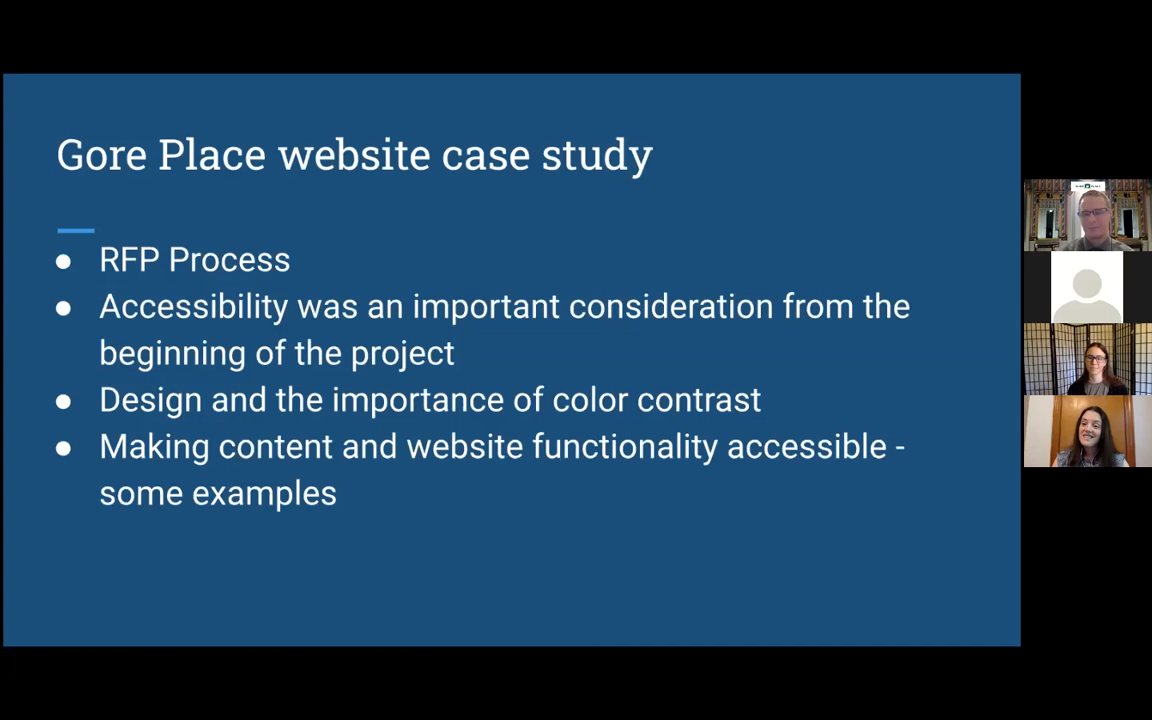 Gore Place website case study
● RFP Process
● Accessibility was an important consideration from the
beginning of the project
● Design and the importance of color contrast
● Making content and website functionality accessible -
some examples